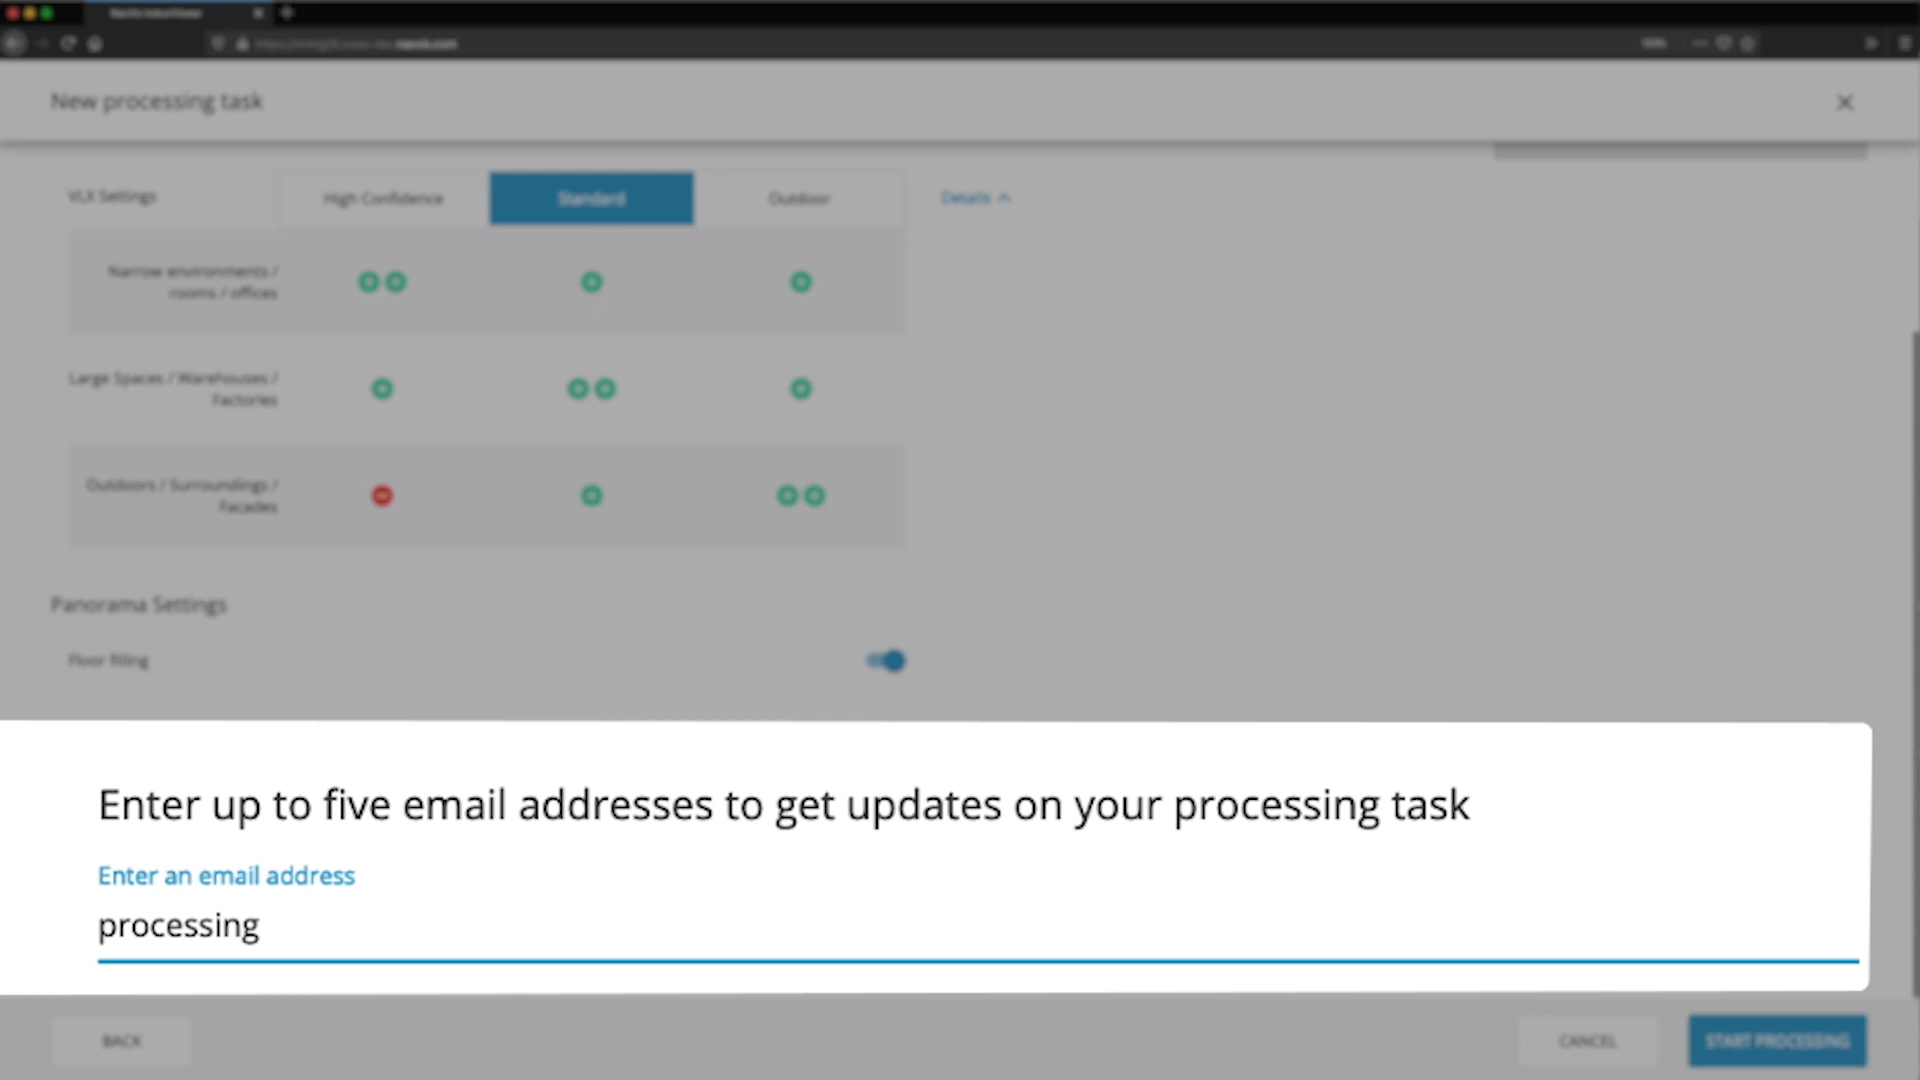 New processing task
VLX Settings
High Confidence
Standard
Outdoor
Details
Narrow environments /
rooms / offices
Large Spaces / Warehouses /
Factories
Outdoors / Surroundings /
Facades
Panorama Settings
Floor filling
Enter up to five email addresses to get updates on your processing task
Enter an email address
processing
BACK
CANCEL
START PROCESSING